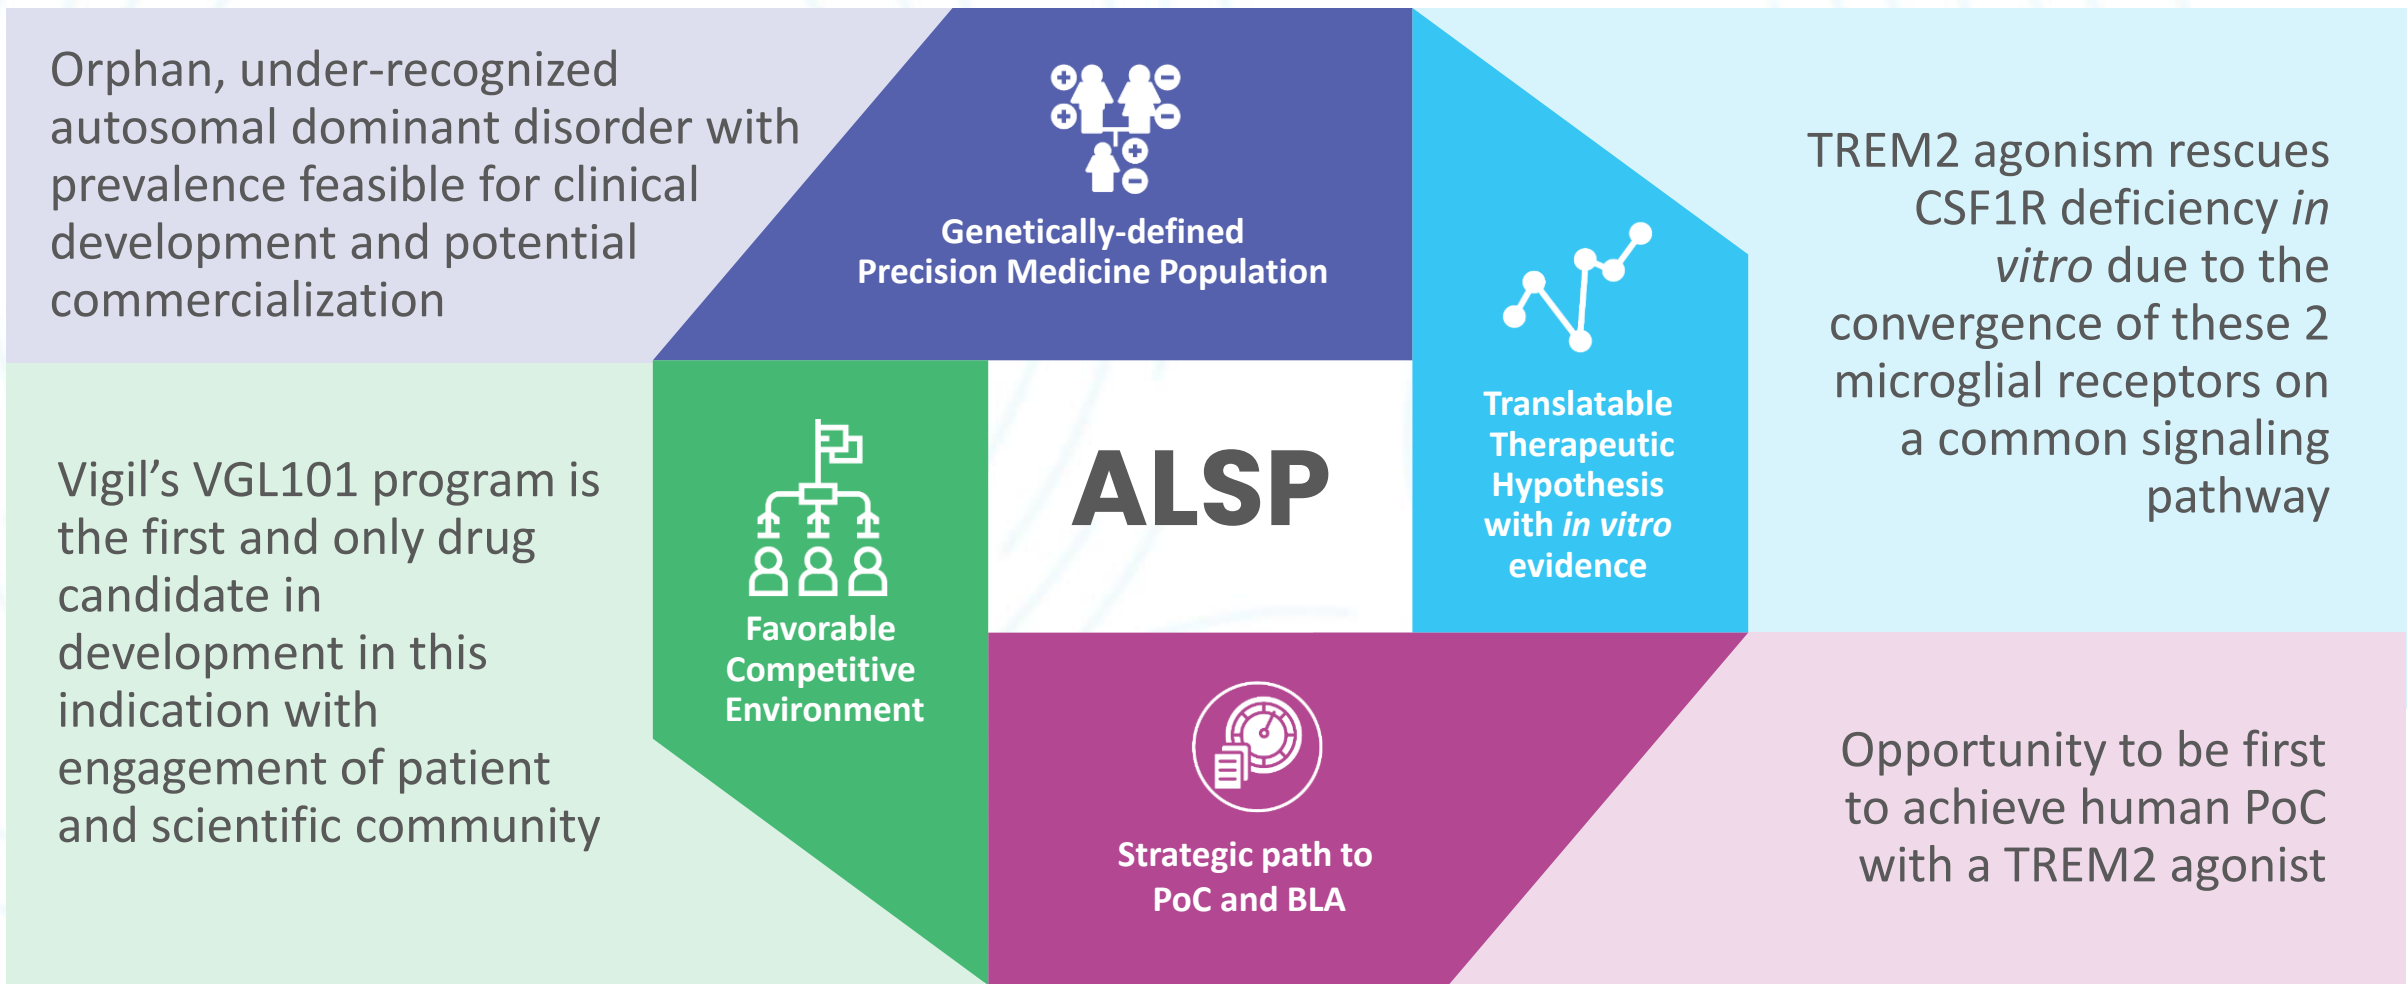 Orphan, under-recognized
autosomal dominant disorder with
prevalence feasible for clinical
development and potential
commercialization
Genetically-defined
Precision Medicine Population
Translatable
Therapeutic
Hypothesis
with in vitro
evidence
TREM2 agonism rescues
CSF1R deficiency in
vitro due to the
convergence of these 2
microglial receptors on
a common signaling
pathway
Vigil’s VGL101 program is
the first and only drug
candidate in
development in this
indication with
engagement of patient
and scientific community
Favorable
Competitive
Environment
ALSP
Strategic path to
PoC and BLA
Opportunity to be first
to achieve human PoC
with a TREM2 agonist